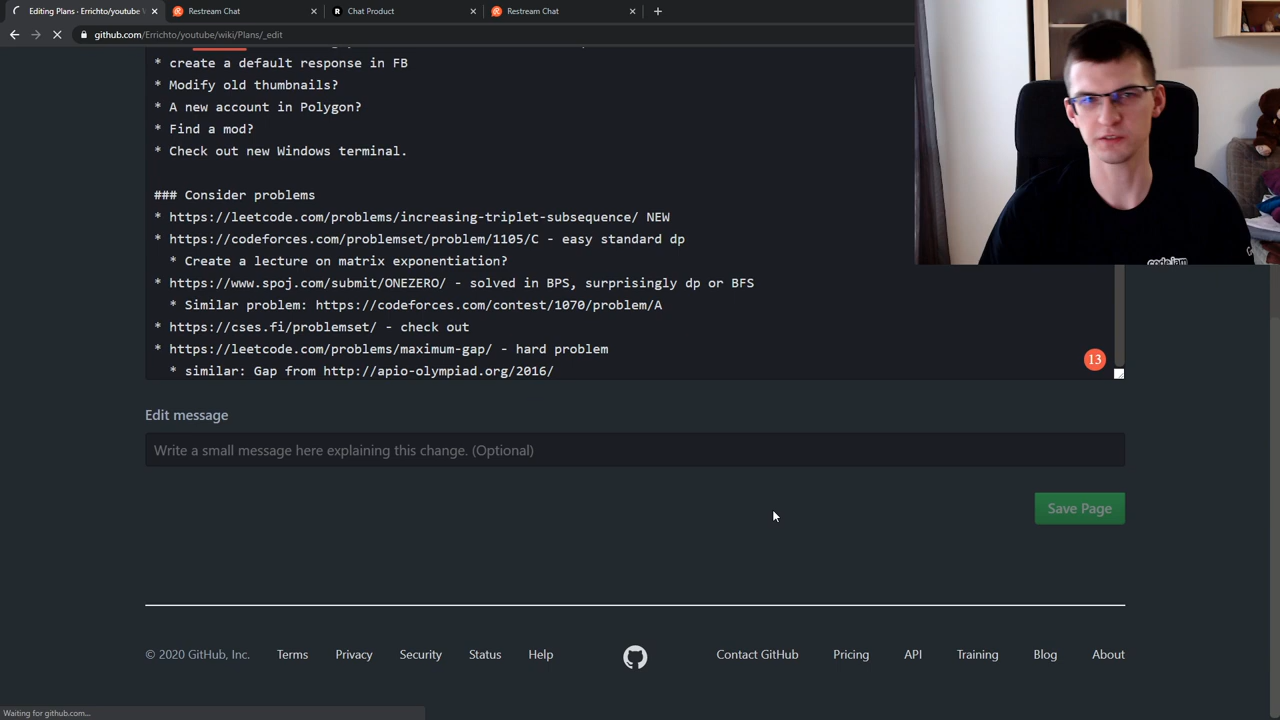 Editing Plans · Errichto/youtube
Restream Chat
Chat Product
Restream Chat
github.com/Errichto/youtube/wiki/Plans/_edit
* create a default response in FB
* Modify old thumbnails?
* A new account in Polygon?
* Find a mod?
* Check out new Windows terminal.
### Consider problems
* https://leetcode.com/problems/increasing-triplet-subsequence/ NEW
* https://codeforces.com/problemset/problem/1105/C - easy standard dp
* Create a lecture on matrix exponentiation?
* https://www.spoj.com/submit/ONEZERO/ - solved in BPS, surprisingly dp or BFS
* Similar problem: https://codeforces.com/contest/1070/problem/A
* https://cses.fi/problemset/ - check out
* https://leetcode.com/problems/maximum-gap/ - hard problem
* similar: Gap from http://apio-olympiad.org/2016/
13
Edit message
Write a small message here explaining this change. (Optional)
Save Page
© 2020 GitHub, Inc.
Terms
Privacy
Security
Status
Help
Contact GitHub
Pricing
API
Training
Blog
About
Waiting for github.com...
code jam